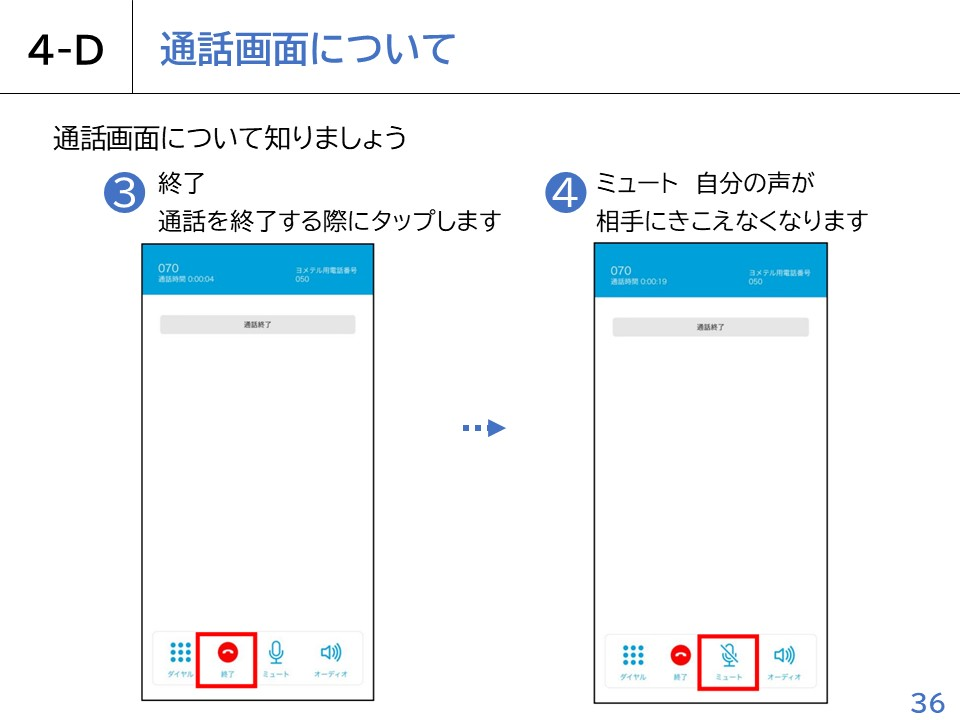 4-D
通話画面について
通話画面について知りましょう
❸ 終了
通話を終了する際にタップします
070
通話時間 0:00:04
ヨメテル用電話番号
050
通話終了
ダイヤル 終了 ミュート オーディオ
❹ ミュート　自分の声が
相手にきこえなくなります
070
通話時間 0:00:19
ヨメテル用電話番号
050
通話終了
ダイヤル 終了 ミュート オーディオ
36